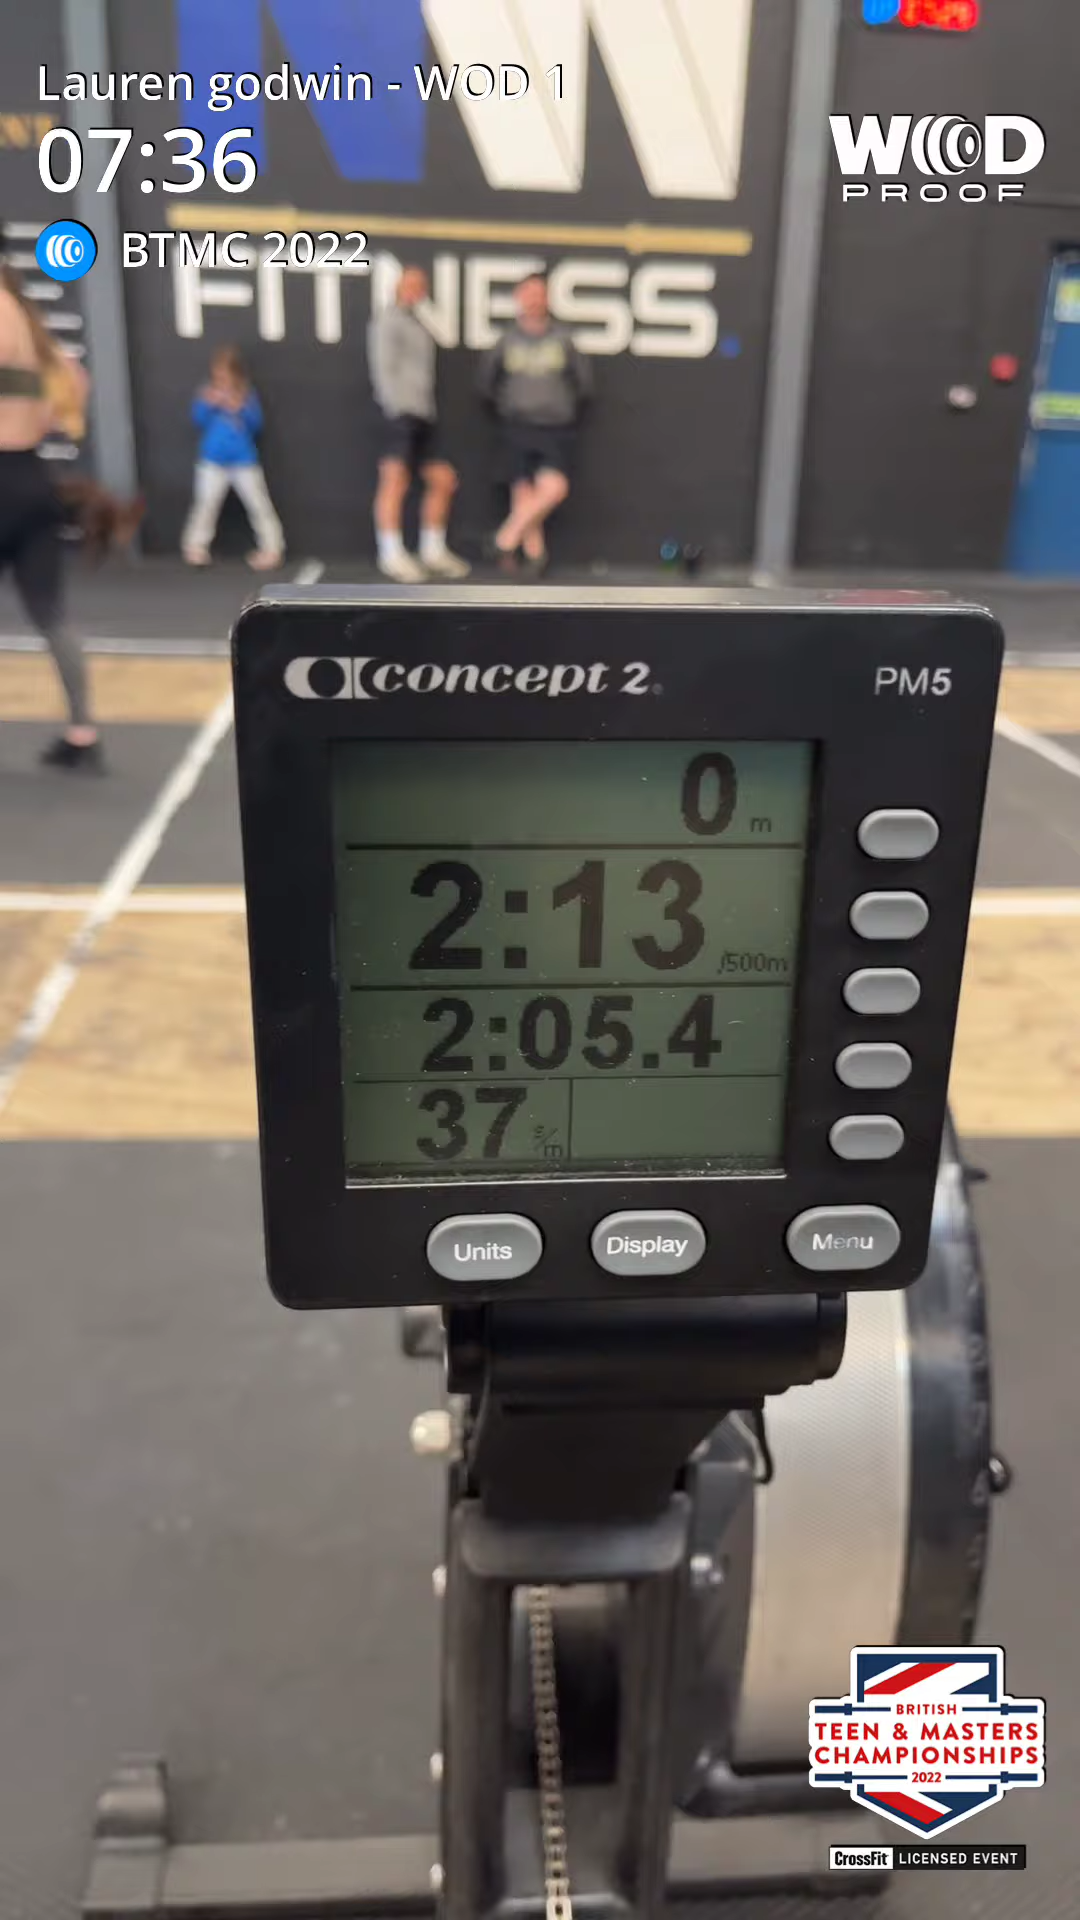 Lauren godwin - WOD 1
07:36
WOD
PROOF
BTMC 2022
FITNESS.
concept 2
PM5
0 m
2:13 /500m
2:05.4
37 s/m
Units
Display
Menu
BRITISH
TEEN & MASTERS
CHAMPIONSHIPS
2022
CrossFit LICENSED EVENT